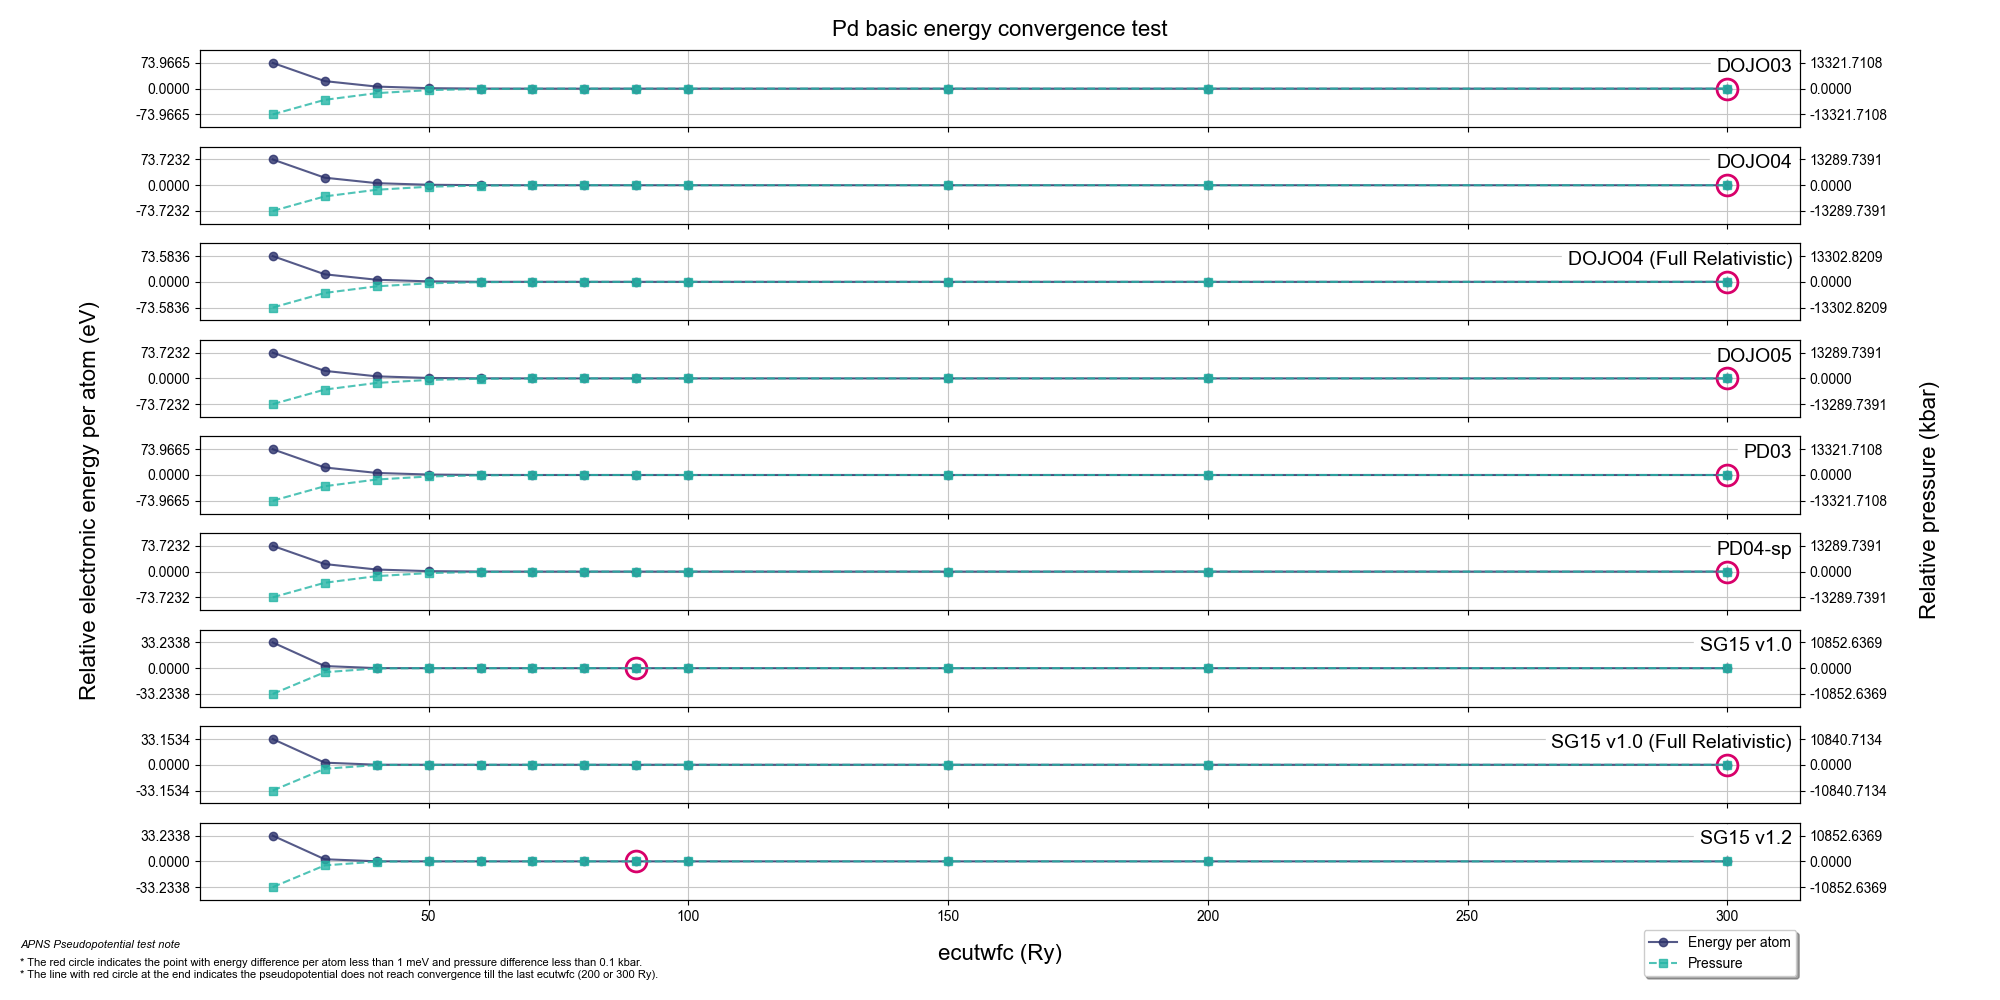 Pd basic energy convergence test
Relative electronic energy per atom (eV)
Relative pressure (kbar)
73.9665
0.0000
-73.9665
DOJO03
13321.7108
0.0000
-13321.7108
73.7232
0.0000
-73.7232
DOJO04
13289.7391
0.0000
-13289.7391
73.5836
0.0000
-73.5836
DOJO04 (Full Relativistic)
13302.8209
0.0000
-13302.8209
73.7232
0.0000
-73.7232
DOJO05
13289.7391
0.0000
-13289.7391
73.9665
0.0000
-73.9665
PD03
13321.7108
0.0000
-13321.7108
73.7232
0.0000
-73.7232
PD04-sp
13289.7391
0.0000
-13289.7391
33.2338
0.0000
-33.2338
SG15 v1.0
10852.6369
0.0000
-10852.6369
33.1534
0.0000
-33.1534
SG15 v1.0 (Full Relativistic)
10840.7134
0.0000
-10840.7134
33.2338
0.0000
-33.2338
SG15 v1.2
10852.6369
0.0000
-10852.6369
50 100 150 200 250 300
ecutwfc (Ry)
Energy per atom
Pressure
APNS Pseudopotential test note
* The red circle indicates the point with energy difference per atom less than 1 meV and pressure difference less than 0.1 kbar.
* The line with red circle at the end indicates the pseudopotential does not reach convergence till the last ecutwfc (200 or 300 Ry).